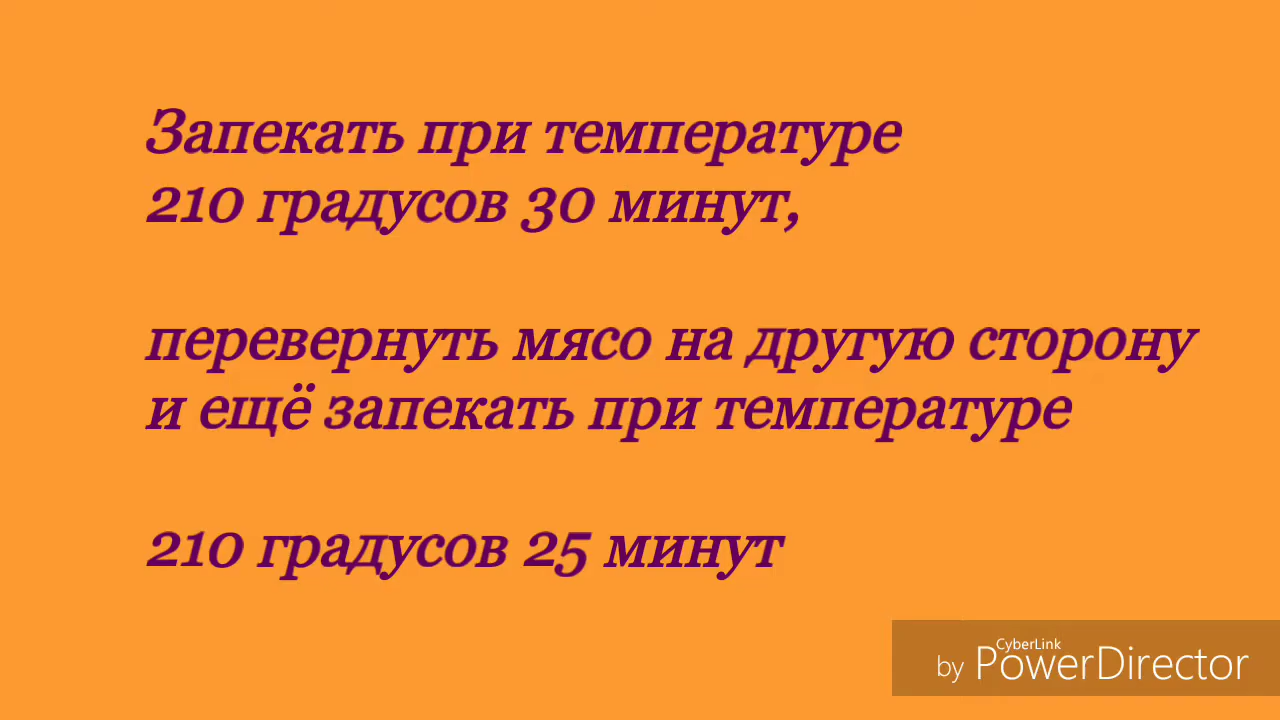 Запекать при температуре
210 градусов 30 минут,
перевернуть мясо на другую сторону
и ещё запекать при температуре
210 градусов 25 минут
CyberLink
by PowerDirector